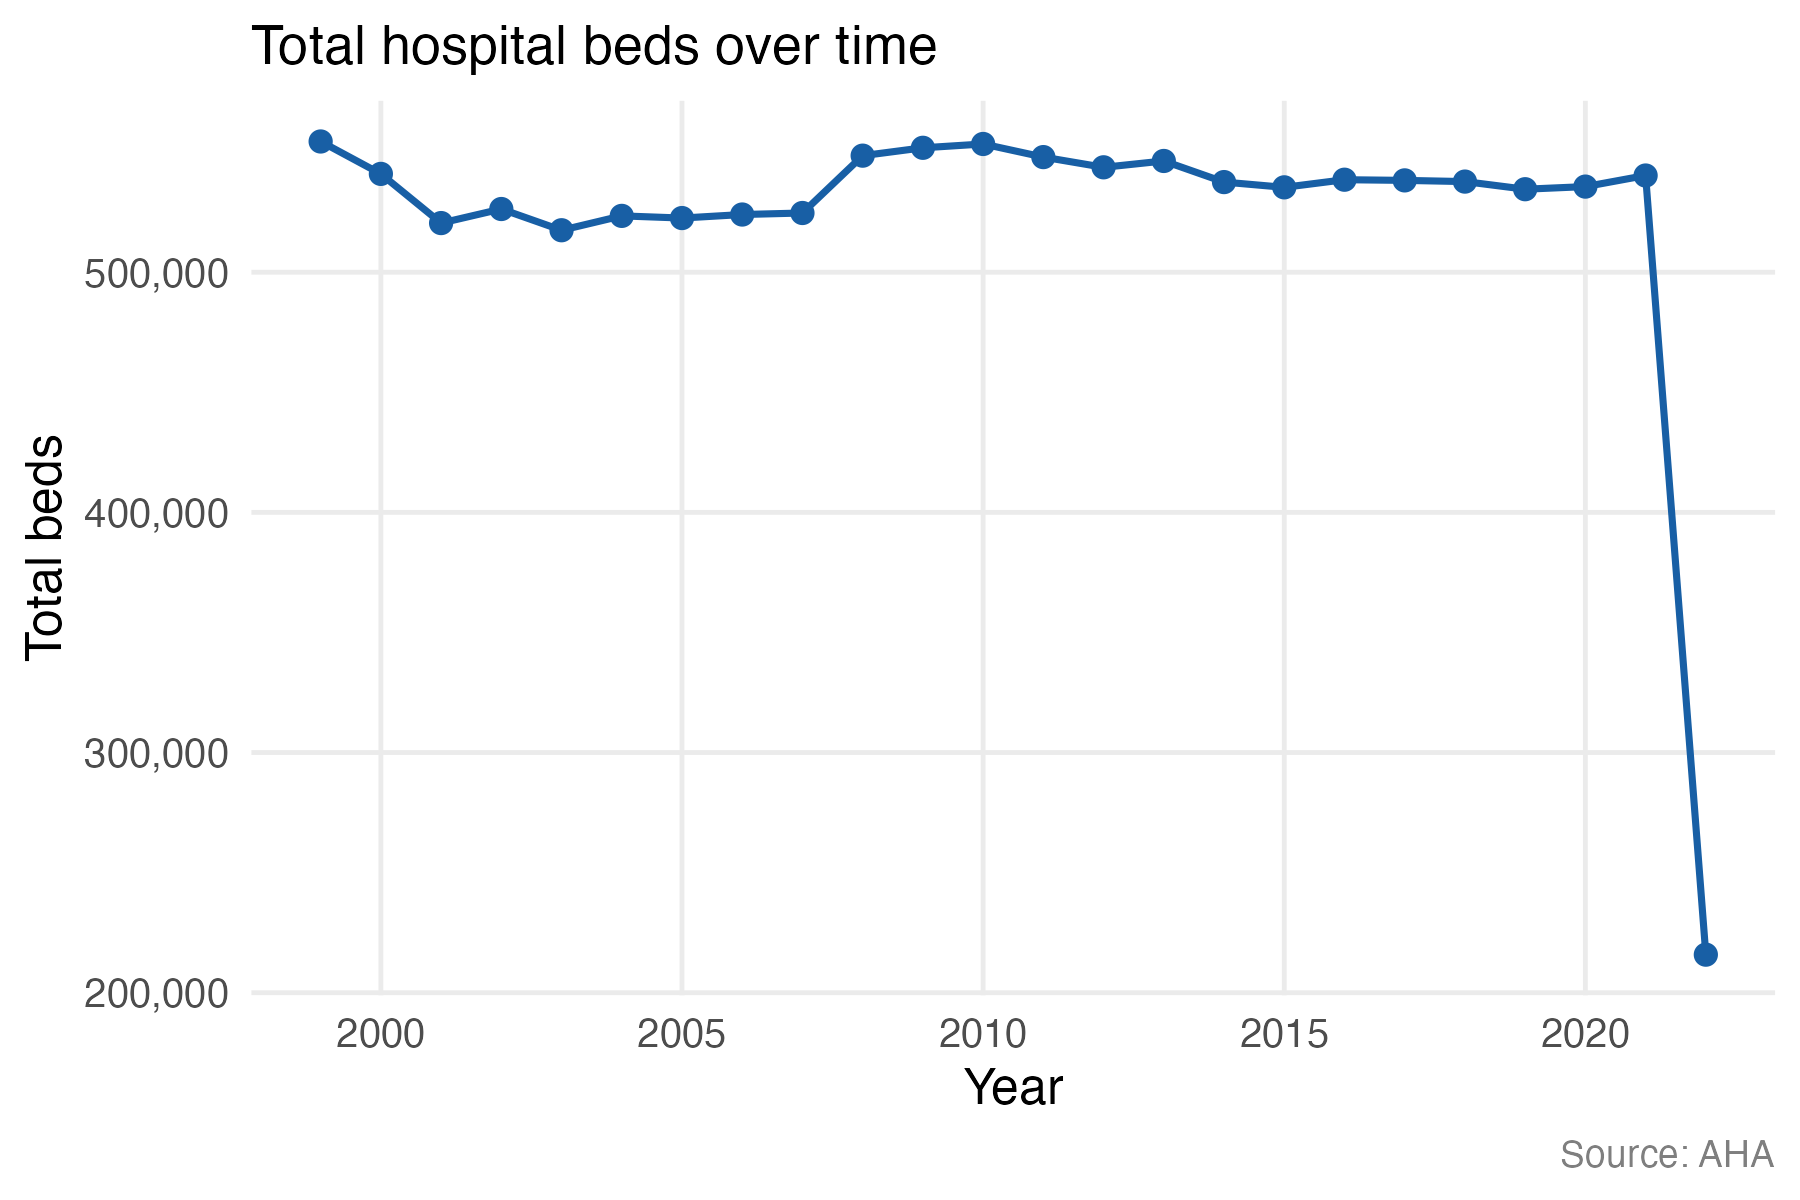 Total hospital beds over time
Total beds
500,000
400,000
300,000
200,000
2000 2005 2010 2015 2020
Year
Source: AHA